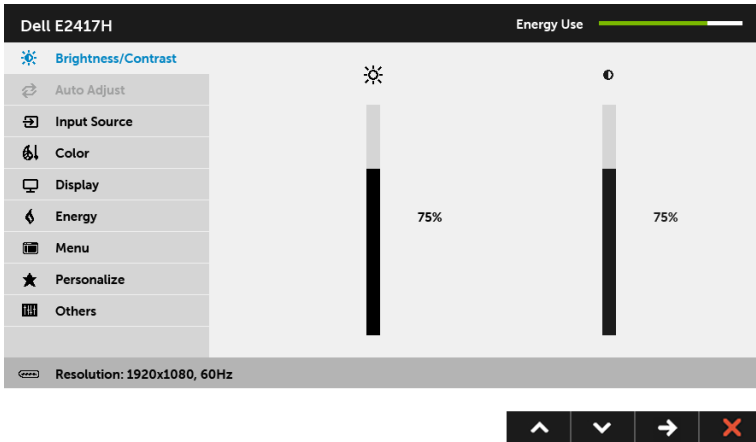 Dell E2417H
Energy Use
Brightness/Contrast
Auto Adjust
Input Source
Color
Display
Energy
Menu
Personalize
Others
75%
75%
Resolution: 1920x1080, 60Hz